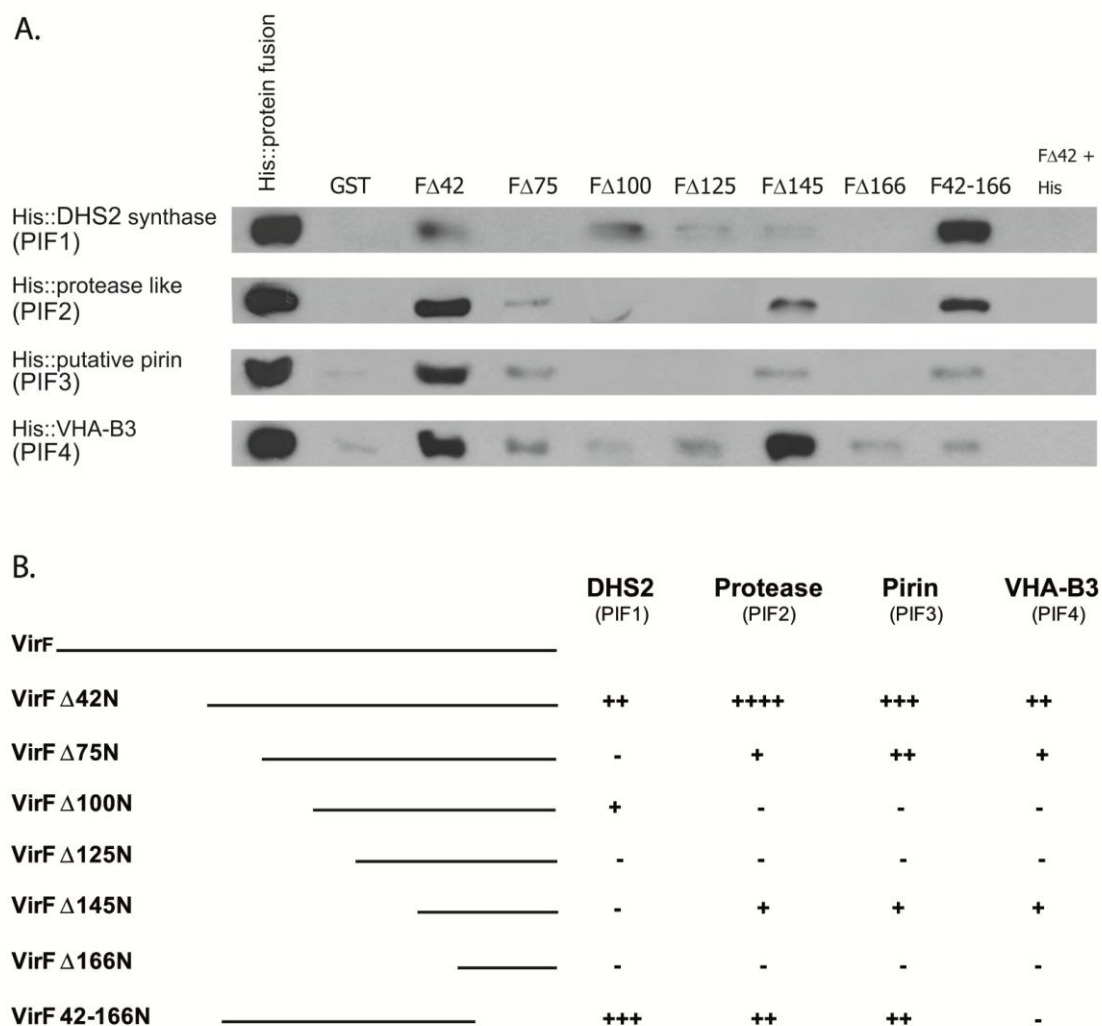 A.
His::protein fusion
GST FΔ42 FΔ75 FΔ100 FΔ125 FΔ145 FΔ166 F42-166 FΔ42 + His
His::DHS2 synthase
(PIF1)
His::protease like
(PIF2)
His::putative pirin
(PIF3)
His::VHA-B3
(PIF4)
B.
DHS2 Protease Pirin VHA-B3
(PIF1) (PIF2) (PIF3) (PIF4)
VirF
VirF Δ42N ++ ++++ +++ ++
VirF Δ75N - + ++ +
VirF Δ100N + - - -
VirF Δ125N - - - -
VirF Δ145N - + + +
VirF Δ166N - - - -
VirF 42-166N +++ ++ ++ -